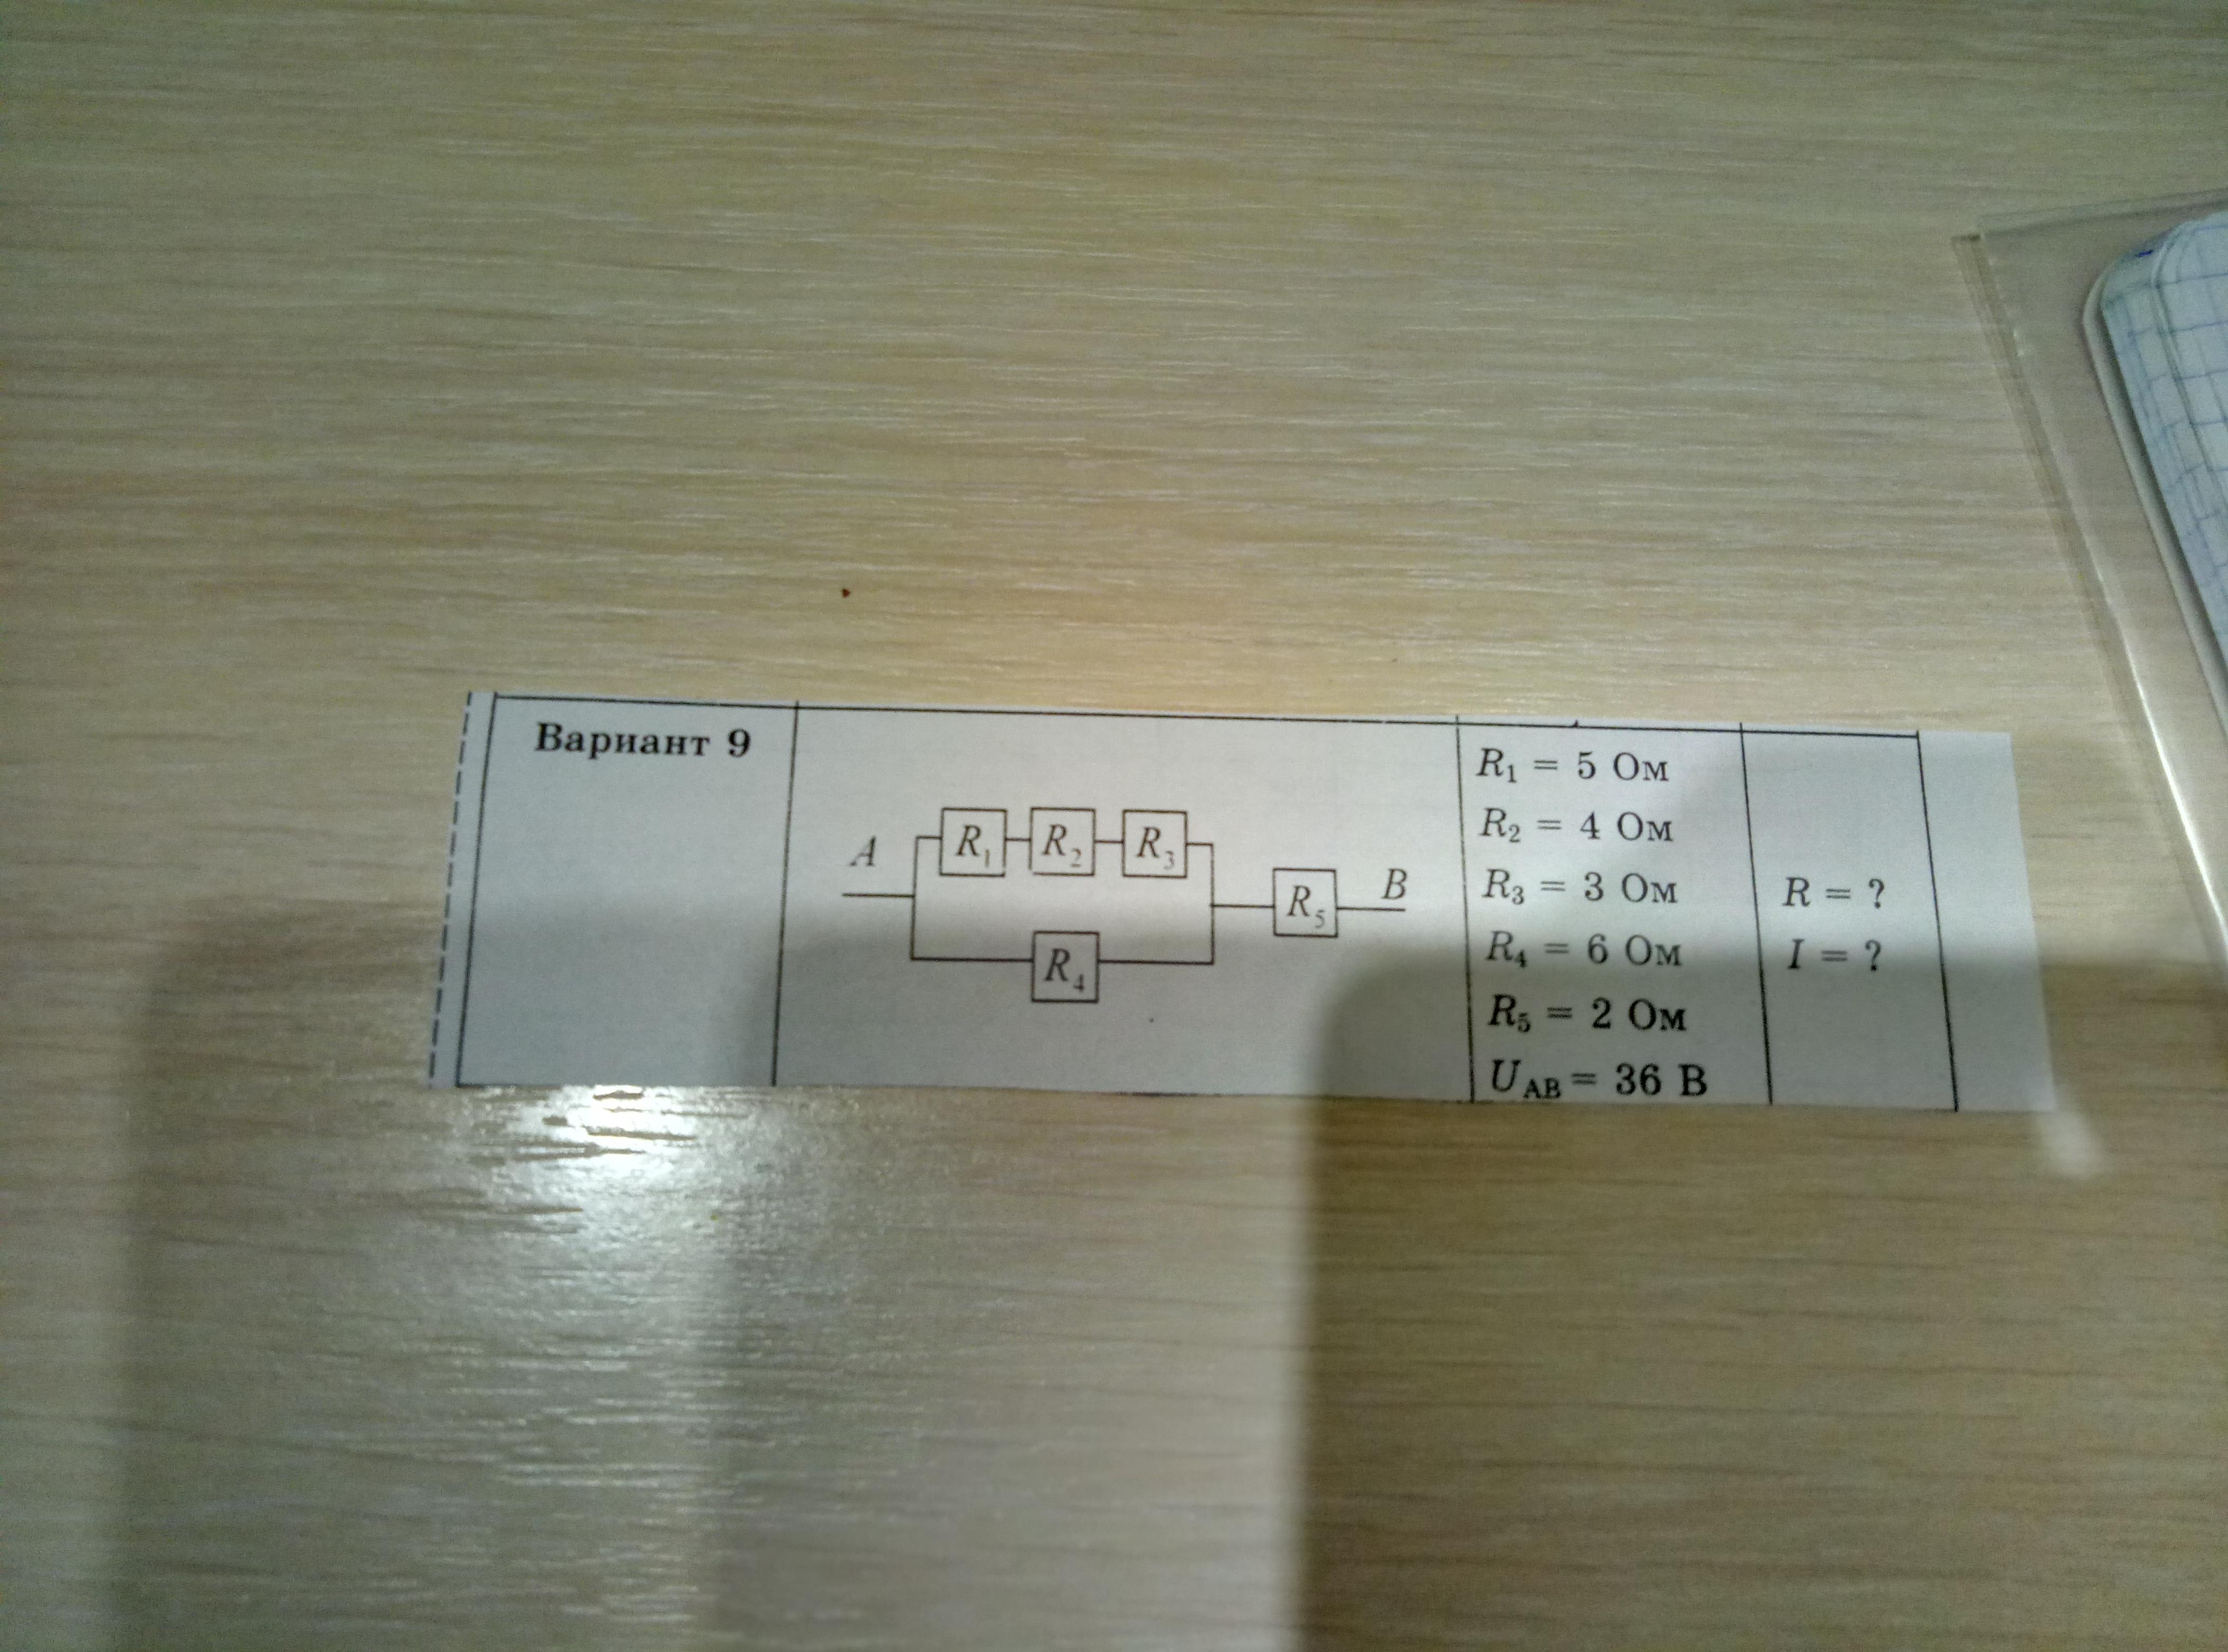 Вариант 9
A
R₁ R₂ R₃
R₄
R₅
B
R₁ = 5 Ом
R₂ = 4 Ом
R₃ = 3 Ом
R₄ = 6 Ом
R₅ = 2 Ом
U_AB = 36 В
R = ?
I = ?